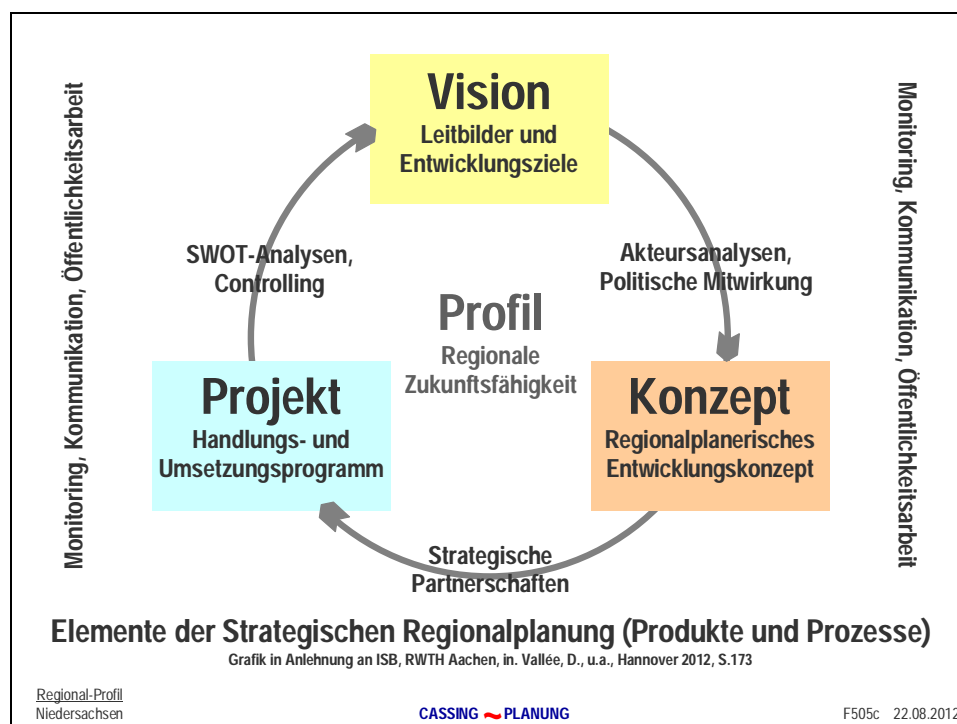 Vision
Leitbilder und
Entwicklungsziele
Monitoring, Kommunikation, Öffentlichkeitsarbeit
Monitoring, Kommunikation, Öffentlichkeitsarbeit
SWOT-Analysen,
Controlling
Akteursanalysen,
Politische Mitwirkung
Profil
Regionale
Zukunftsfähigkeit
Projekt
Handlungs- und
Umsetzungsprogramm
Konzept
Regionalplanerisches
Entwicklungskonzept
Strategische
Partnerschaften
Elemente der Strategischen Regionalplanung (Produkte und Prozesse)
Grafik in Anlehnung an ISB, RWTH Aachen, in. Vallée, D., u.a., Hannover 2012, S.173
Regional-Profil
Niedersachsen
CASSING ~ PLANUNG
F505c 22.08.2012